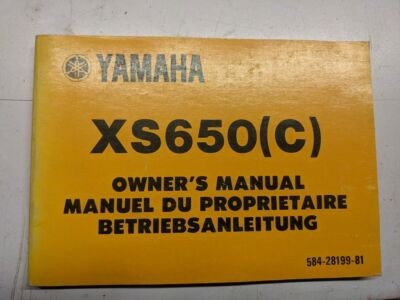 YAMAHA
XS650(C)
OWNER'S MANUAL
MANUEL DU PROPRIETAIRE
BETRIEBSANLEITUNG
584-28199-81